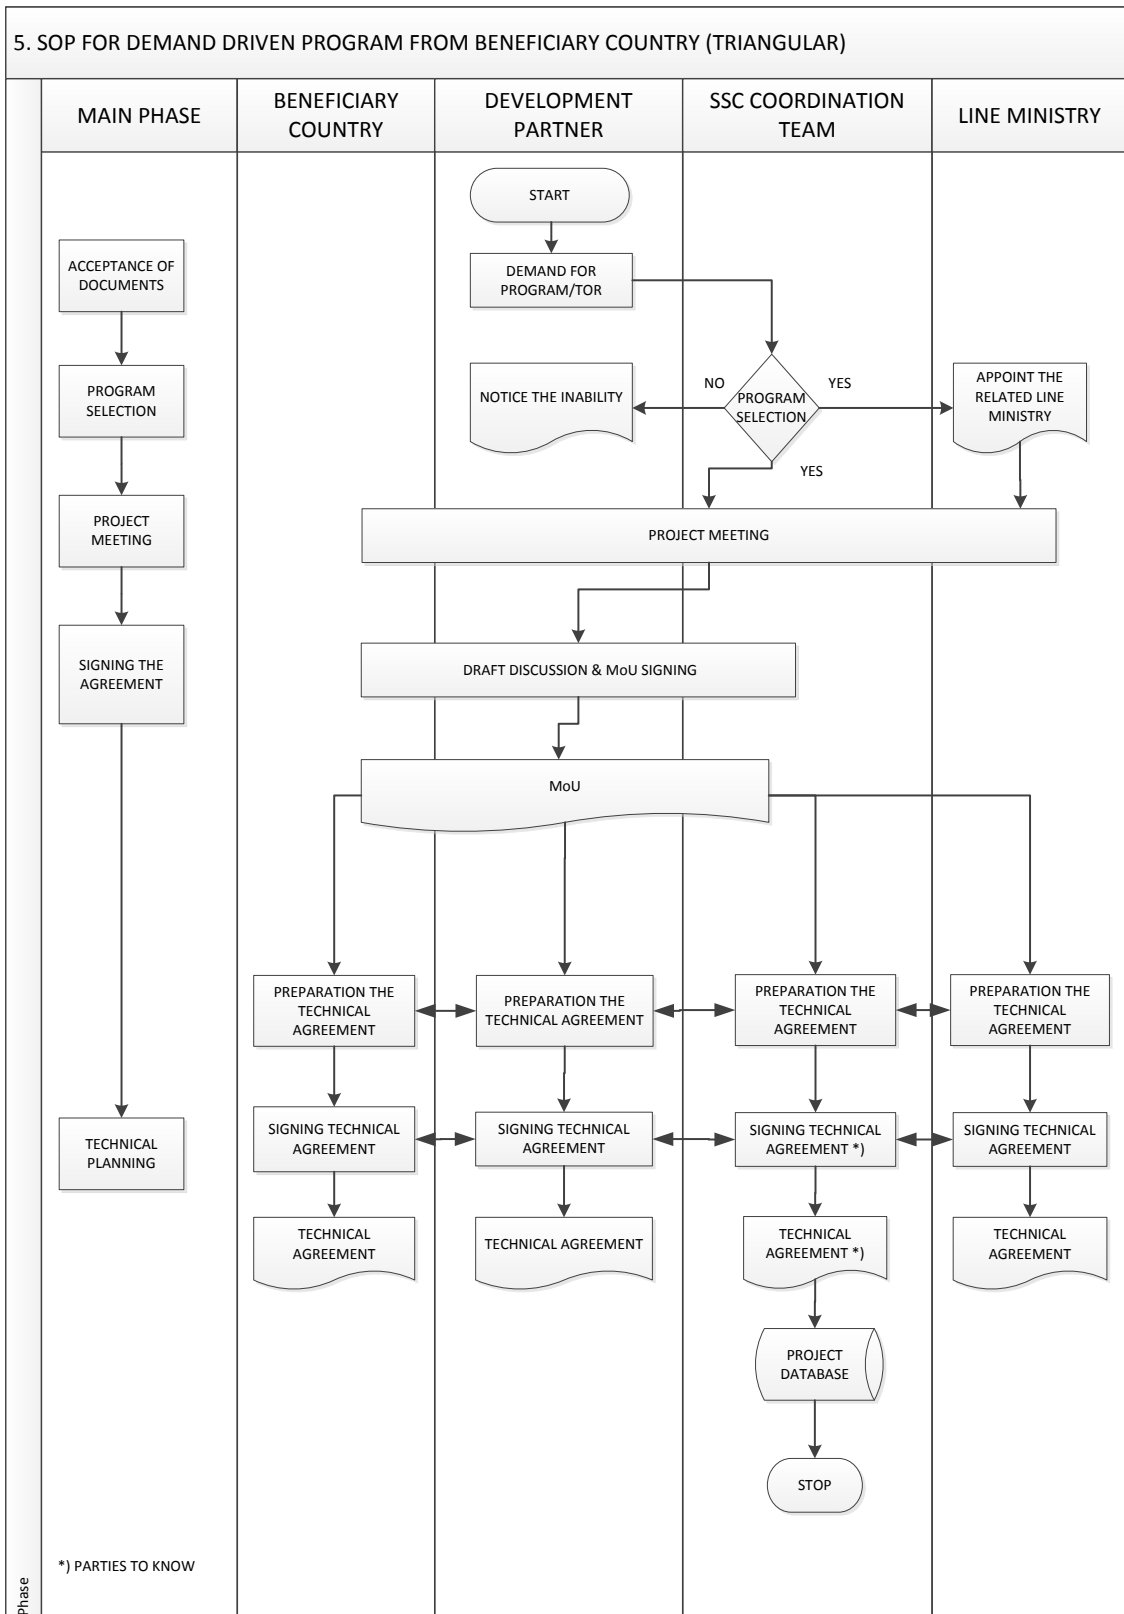 5. SOP FOR DEMAND DRIVEN PROGRAM FROM BENEFICIARY COUNTRY (TRIANGULAR)
MAIN PHASE
BENEFICIARY
COUNTRY
DEVELOPMENT
PARTNER
SSC COORDINATION
TEAM
LINE MINISTRY
START
ACCEPTANCE OF
DOCUMENTS
DEMAND FOR
PROGRAM/TOR
PROGRAM
SELECTION
NOTICE THE INABILITY
NO
PROGRAM
SELECTION
YES
APPOINT THE
RELATED LINE
MINISTRY
YES
PROJECT
MEETING
PROJECT MEETING
SIGNING THE
AGREEMENT
DRAFT DISCUSSION & MoU SIGNING
MoU
PREPARATION THE
TECHNICAL
AGREEMENT
PREPARATION THE
TECHNICAL AGREEMENT
PREPARATION THE
TECHNICAL
AGREEMENT
PREPARATION THE
TECHNICAL
AGREEMENT
TECHNICAL
PLANNING
SIGNING TECHNICAL
AGREEMENT
SIGNING TECHNICAL
AGREEMENT
SIGNING TECHNICAL
AGREEMENT *)
SIGNING TECHNICAL
AGREEMENT
TECHNICAL
AGREEMENT
TECHNICAL AGREEMENT
TECHNICAL
AGREEMENT *)
TECHNICAL
AGREEMENT
PROJECT
DATABASE
STOP
*) PARTIES TO KNOW
Phase